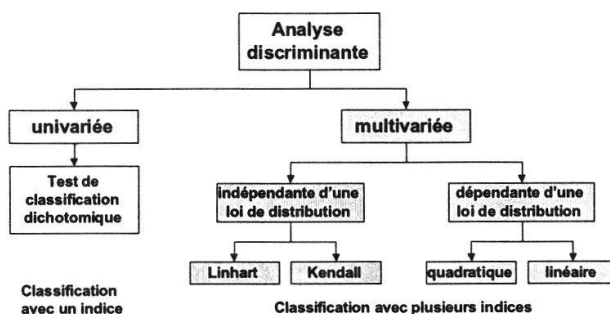 Analyse
discriminante
univariée
multivariée
Test de
classification
dichotomique
indépendante d'une
loi de distribution
dépendante d'une
loi de distribution
Linhart
Kendall
quadratique
linéaire
Classification
avec un indice
Classification avec plusieurs indices